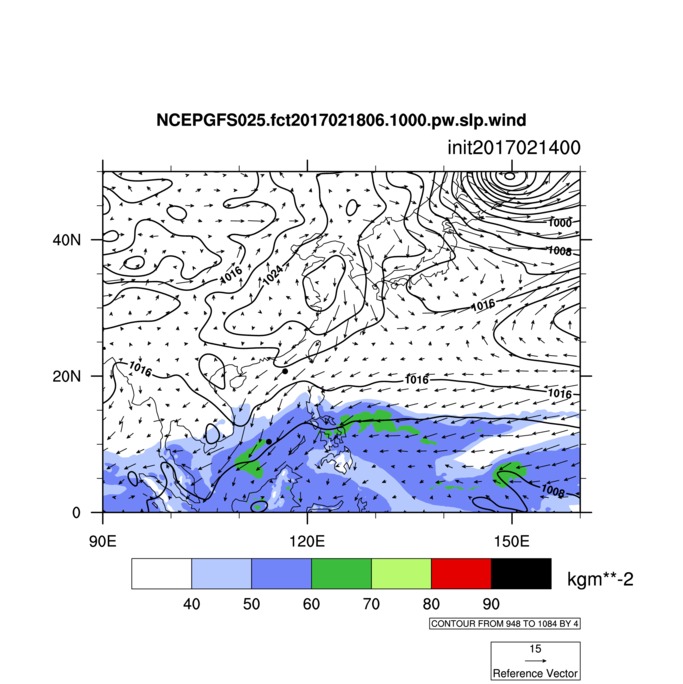 NCEPGFS025.fct2017021806.1000.pw.slp.wind
init2017021400
1000
40N
1008
1016
1024
1016
20N
1016
1016
1016
0
1008
90E 120E 150E
kgm**-2
40 50 60 70 80 90
CONTOUR FROM 948 TO 1084 BY 4
15
Reference Vector